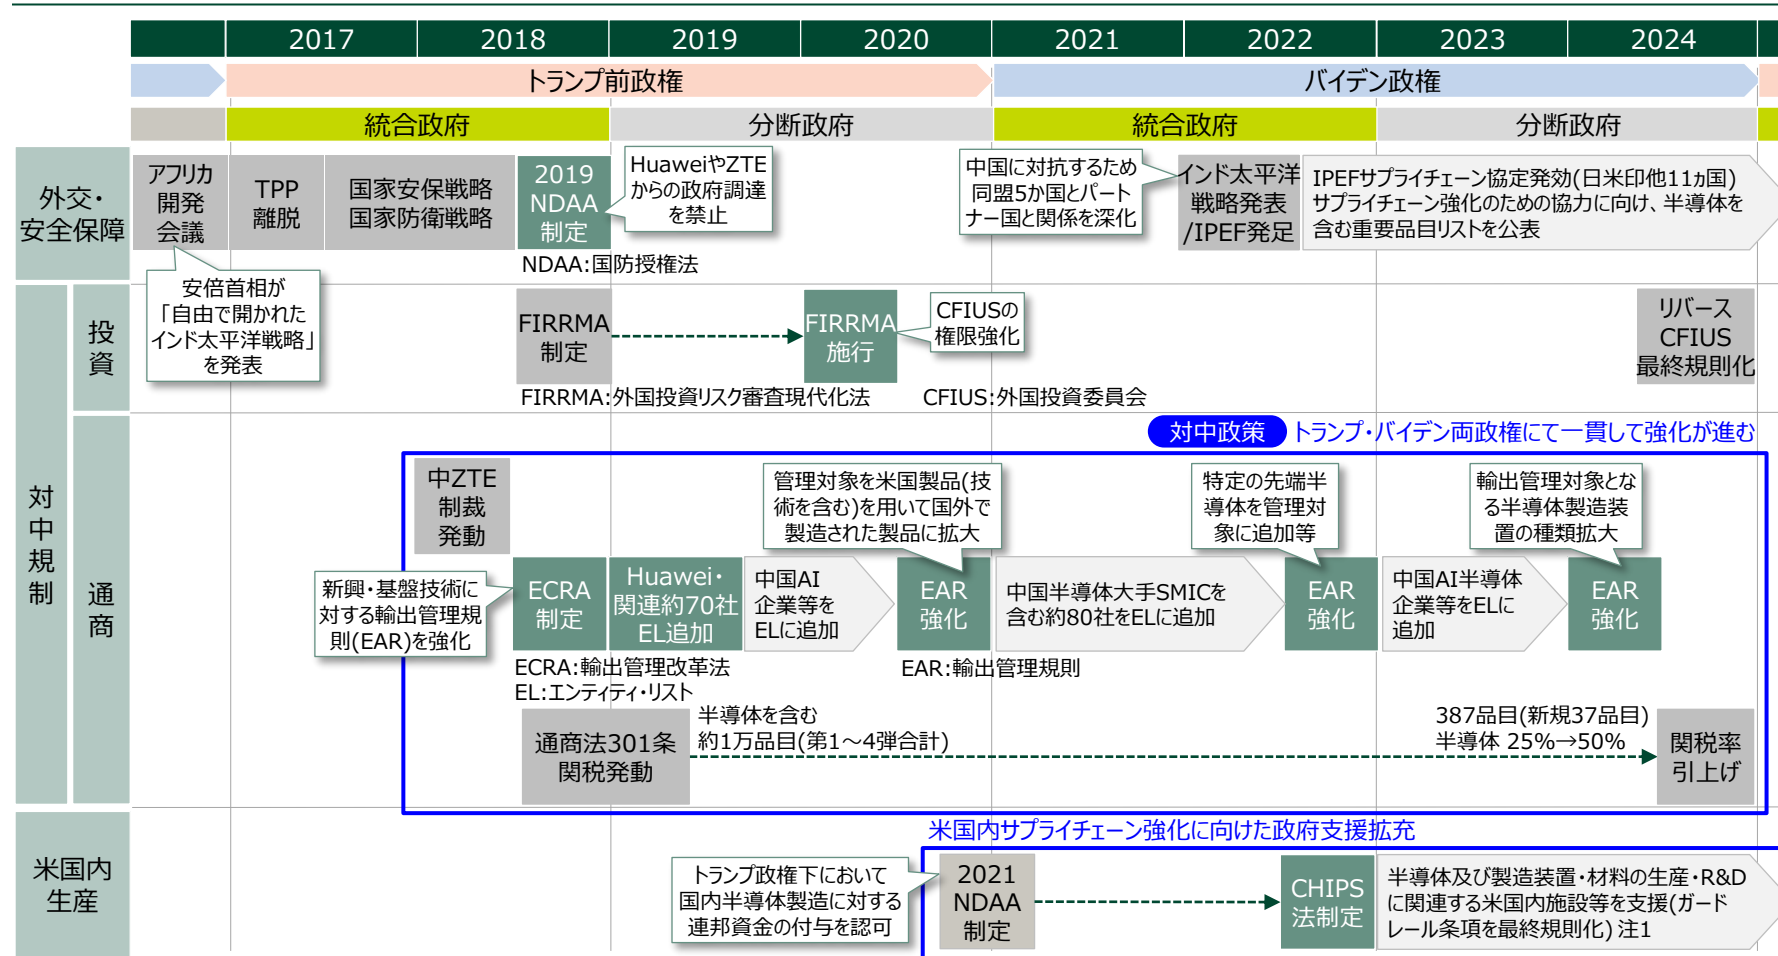 2017
2018
2019
2020
2021
2022
2023
2024
トランプ前政権
バイデン政権
統合政府
分断政府
統合政府
分断政府
外交・
安全保障
アフリカ
開発
会議
TPP
離脱
国家安保戦略
国家防衛戦略
2019
NDAA
制定
HuaweiやZTE
からの政府調達
を禁止
中国に対抗するため
同盟5か国とパート
ナー国と関係を深化
インド太平洋
戦略発表
/IPEF発足
IPEFサプライチェーン協定発効(日米印他11ヵ国)
サプライチェーン強化のための協力に向け、半導体を
含む重要品目リストを公表
NDAA:国防授権法
安倍首相が
「自由で開かれた
インド太平洋戦略」
を発表
対中規制
投資
FIRRMA
制定
FIRRMA
施行
CFIUSの
権限強化
リバース
CFIUS
最終規則化
FIRRMA:外国投資リスク審査現代化法
CFIUS:外国投資委員会
対中政策
トランプ・バイデン両政権にて一貫して強化が進む
通商
中ZTE
制裁
発動
管理対象を米国製品(技
術を含む)を用いて国外で
製造された製品に拡大
特定の先端半
導体を管理対
象に追加等
輸出管理対象とな
る半導体製造装
置の種類拡大
新興・基盤技術に
対する輸出管理規
則(EAR)を強化
ECRA
制定
Huawei・
関連約70社
EL追加
中国AI
企業等を
ELに追加
EAR
強化
中国半導体大手SMICを
含む約80社をELに追加
EAR
強化
中国AI半導体
企業等をELに
追加
EAR
強化
ECRA:輸出管理改革法
EL:エンティティ・リスト
EAR:輸出管理規則
通商法301条
関税発動
半導体を含む
約1万品目(第1～4弾合計)
387品目(新規37品目)
半導体 25%→50%
関税率
引上げ
米国内サプライチェーン強化に向けた政府支援拡充
米国内
生産
トランプ政権下において
国内半導体製造に対する
連邦資金の付与を認可
2021
NDAA
制定
CHIPS
法制定
半導体及び製造装置・材料の生産・R&D
に関連する米国内施設等を支援(ガード
レール条項を最終規則化) 注1